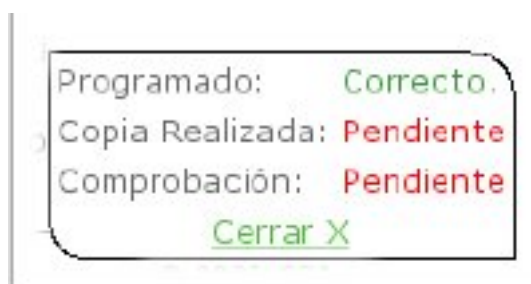 Programado: Correcto.
Copia Realizada: Pendiente
Comprobación: Pendiente
Cerrar X